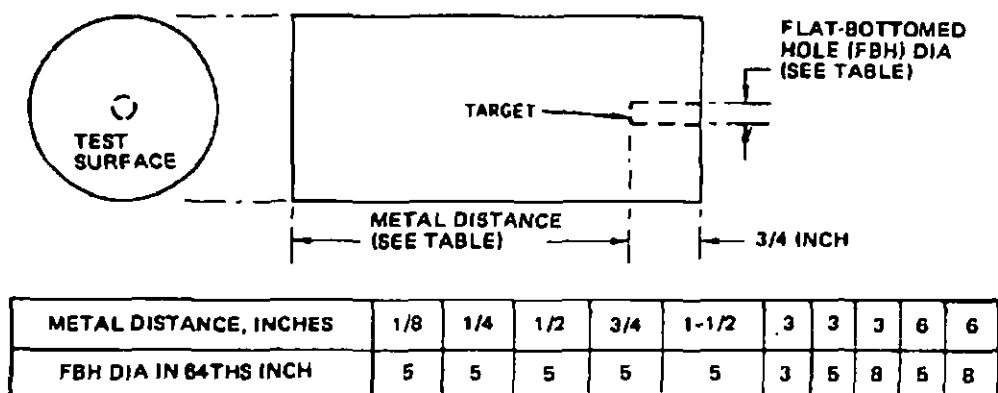 FLAT-BOTTOMED
HOLE (FBH) DIA
(SEE TABLE)
TARGET
TEST
SURFACE
METAL DISTANCE
(SEE TABLE)
3/4 INCH
METAL DISTANCE, INCHES 1/8 1/4 1/2 3/4 1-1/2 3 3 3 6 6
FBH DIA IN 64THS INCH 5 5 5 5 5 3 5 8 5 8